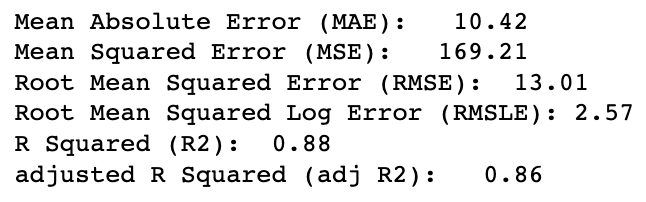 Mean Absolute Error (MAE):   10.42
Mean Squared Error (MSE):   169.21
Root Mean Squared Error (RMSE):  13.01
Root Mean Squared Log Error (RMSLE): 2.57
R Squared (R2):  0.88
adjusted R Squared (adj R2):   0.86